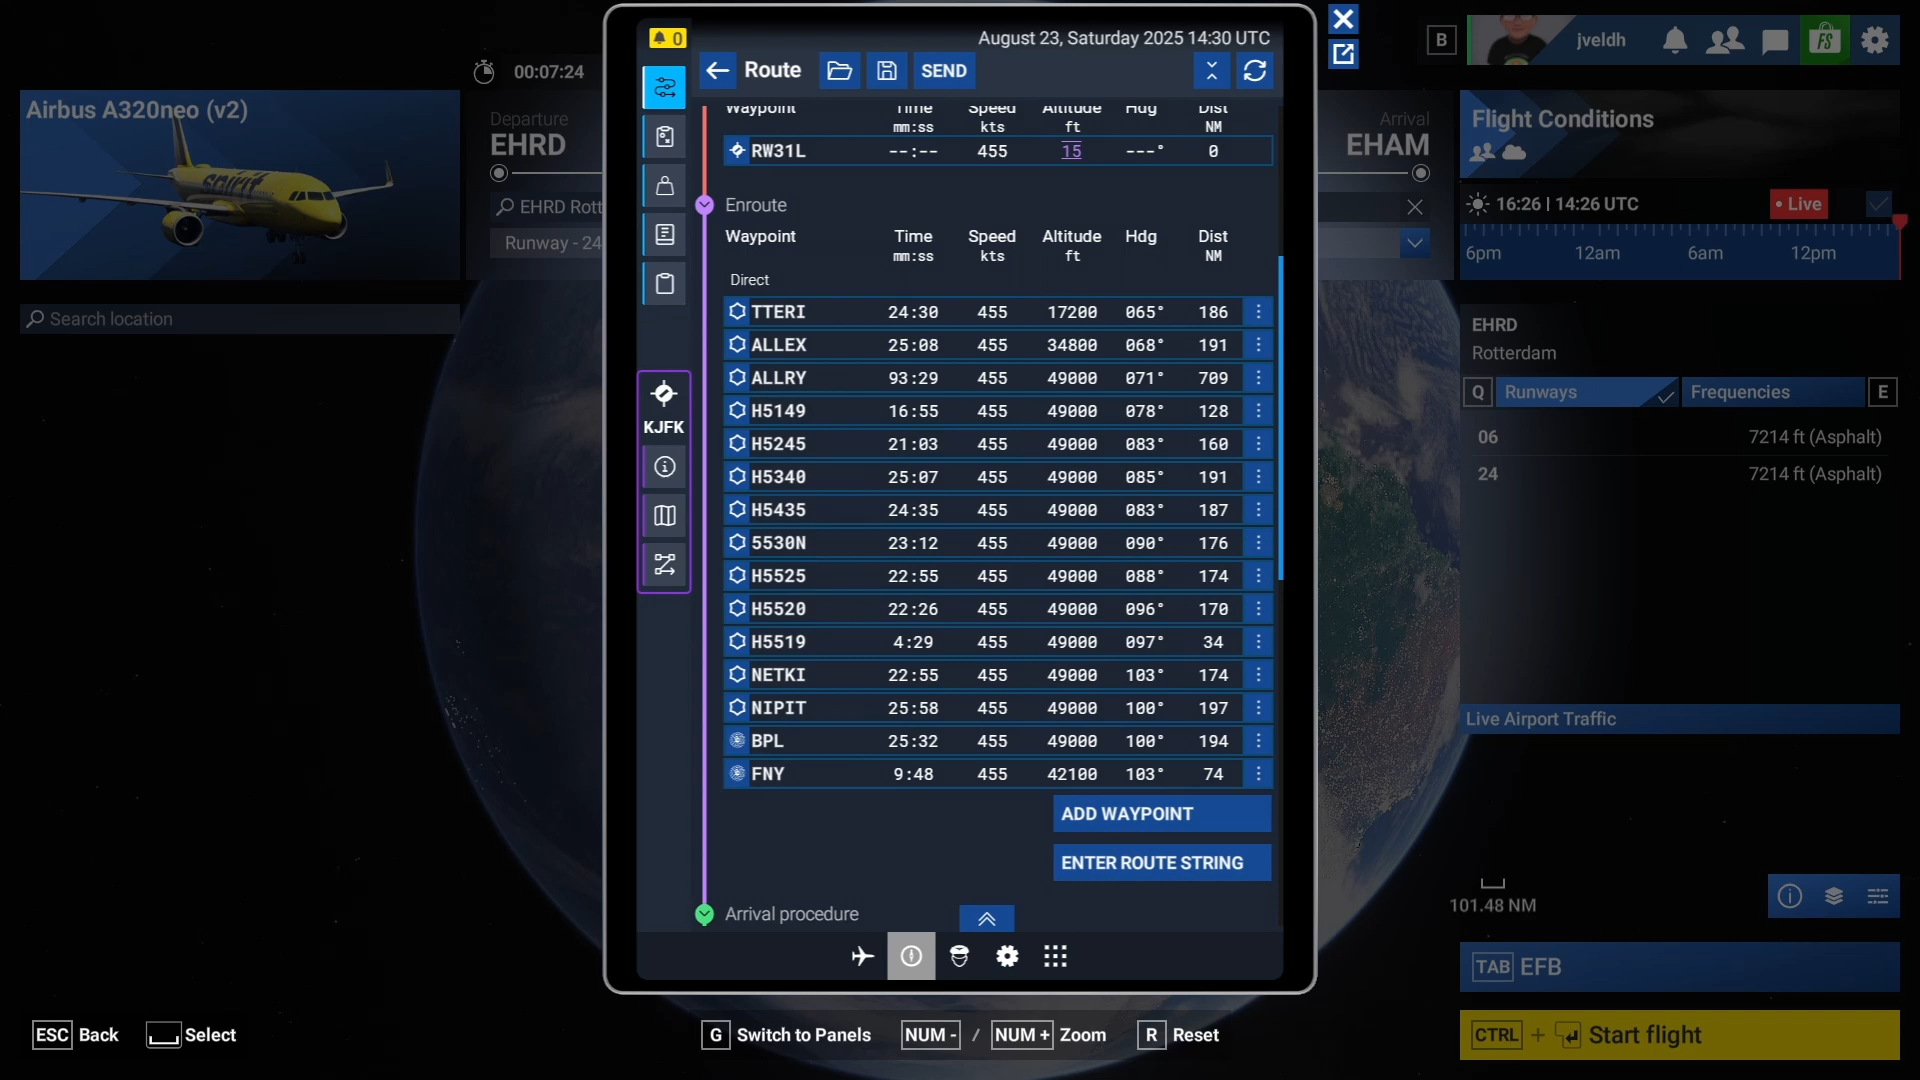 0
August 23, Saturday 2025 14:30 UTC
Route
SEND
Waypoint Time Speed Altitude Hdg Dist
mm:ss kts ft NM
RW31L --:-- 455 15 ---° 0
Enroute
Waypoint Time Speed Altitude Hdg Dist
mm:ss kts ft NM
Direct
TTERI 24:30 455 17200 065° 186
ALLEX 25:08 455 34800 068° 191
ALLRY 93:29 455 49000 071° 709
H5149 16:55 455 49000 078° 128
H5245 21:03 455 49000 083° 160
H5340 25:07 455 49000 085° 191
H5435 24:35 455 49000 083° 187
5530N 23:12 455 49000 090° 176
H5525 22:55 455 49000 088° 174
H5520 22:26 455 49000 096° 170
H5519 4:29 455 49000 097° 34
NETKI 22:55 455 49000 103° 174
NIPIT 25:58 455 49000 100° 197
BPL 25:32 455 49000 100° 194
FNY 9:48 455 42100 103° 74
ADD WAYPOINT
ENTER ROUTE STRING
Arrival procedure
KJFK
00:07:24
Airbus A320neo (v2)
spirit
Departure
EHRD
EHRD Rott
Runway - 24
Search location
Arrival
EHAM
B
jveldh
FS
Flight Conditions
16:26 | 14:26 UTC
• Live
6pm 12am 6am 12pm
EHRD
Rotterdam
Q Runways Frequencies E
06 7214 ft (Asphalt)
24 7214 ft (Asphalt)
Live Airport Traffic
101.48 NM
TAB EFB
CTRL + Start flight
ESC Back Select
G Switch to Panels NUM - / NUM + Zoom R Reset